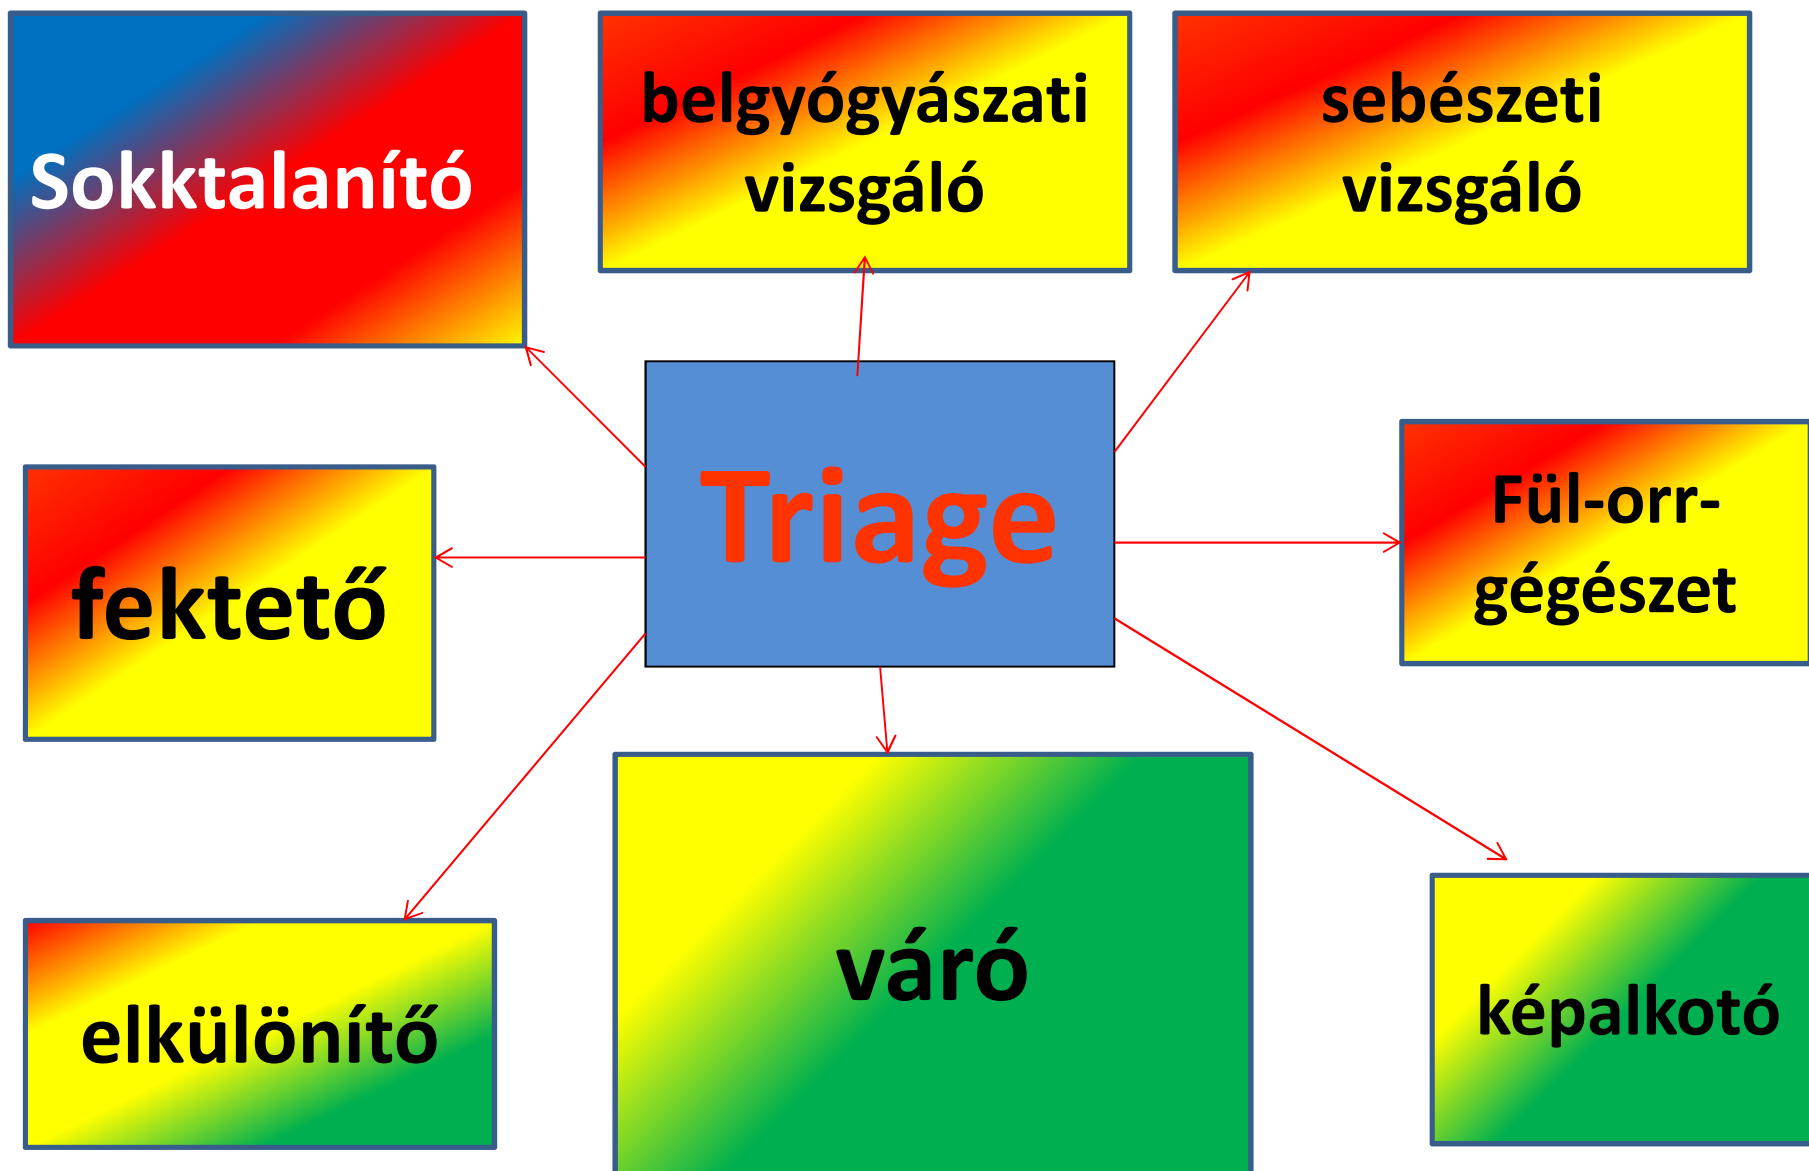 Sokktalanító
belgyógyászati
vizsgáló
sebészeti
vizsgáló
Triage
fektető
Fül-orr-
gégészet
elkülönítő
váró
képalkotó